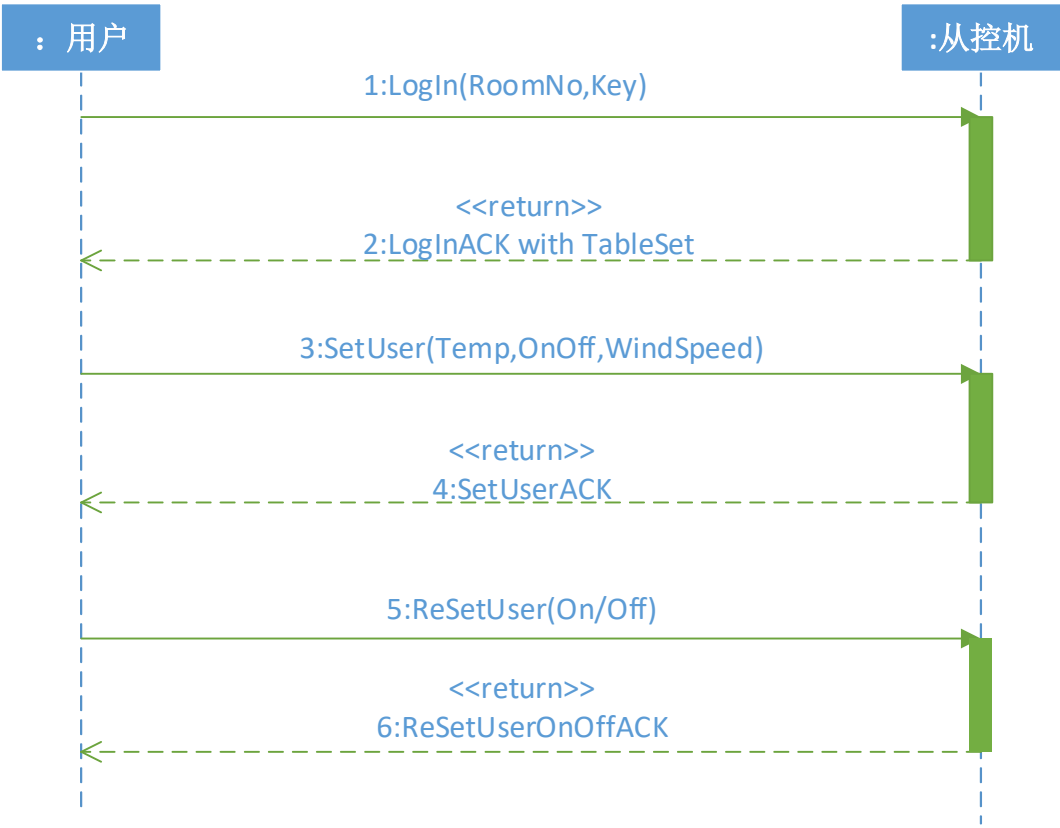 ：用户
:从控机
1:LogIn(RoomNo,Key)
<<return>>
2:LogInACK with TableSet
3:SetUser(Temp,OnOff,WindSpeed)
<<return>>
4:SetUserACK
5:ReSetUser(On/Off)
<<return>>
6:ReSetUserOnOffACK